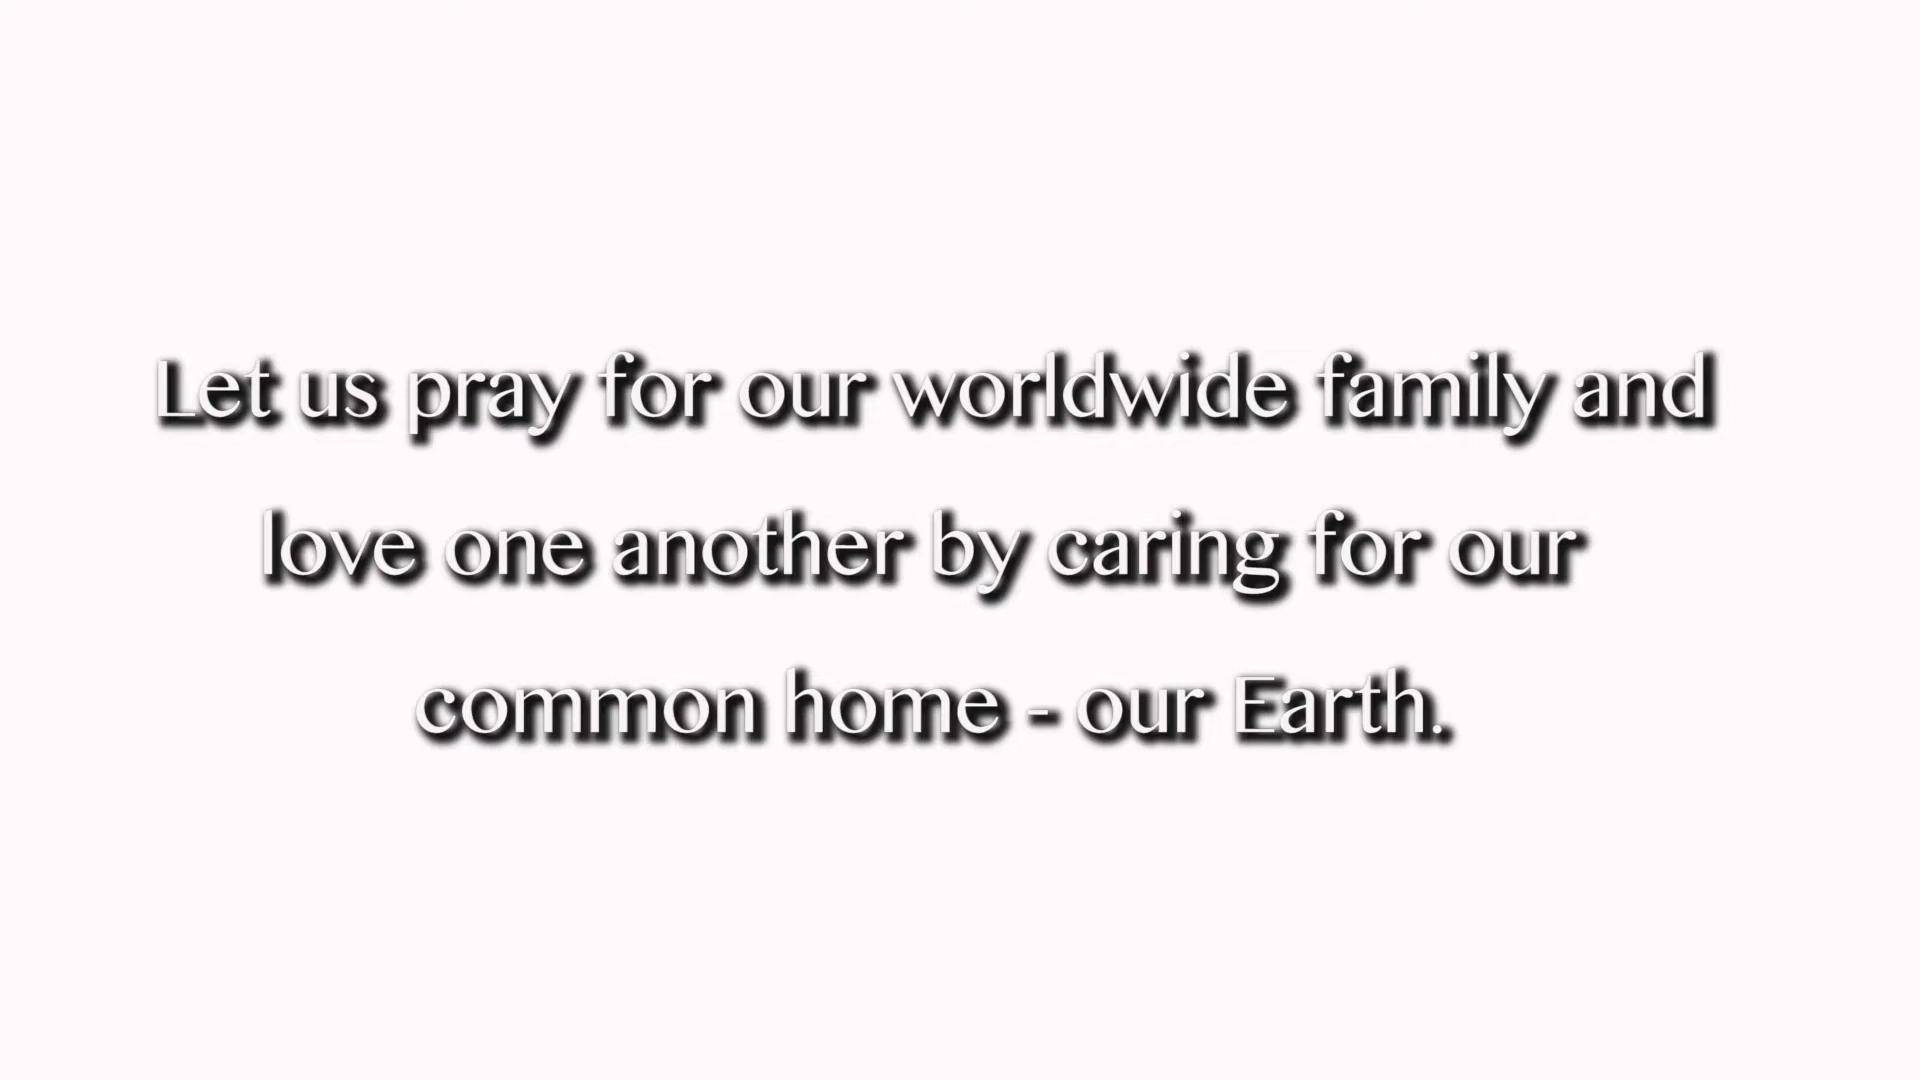 Let us pray for our worldwide family and
love one another by caring for our
common home - our Earth.